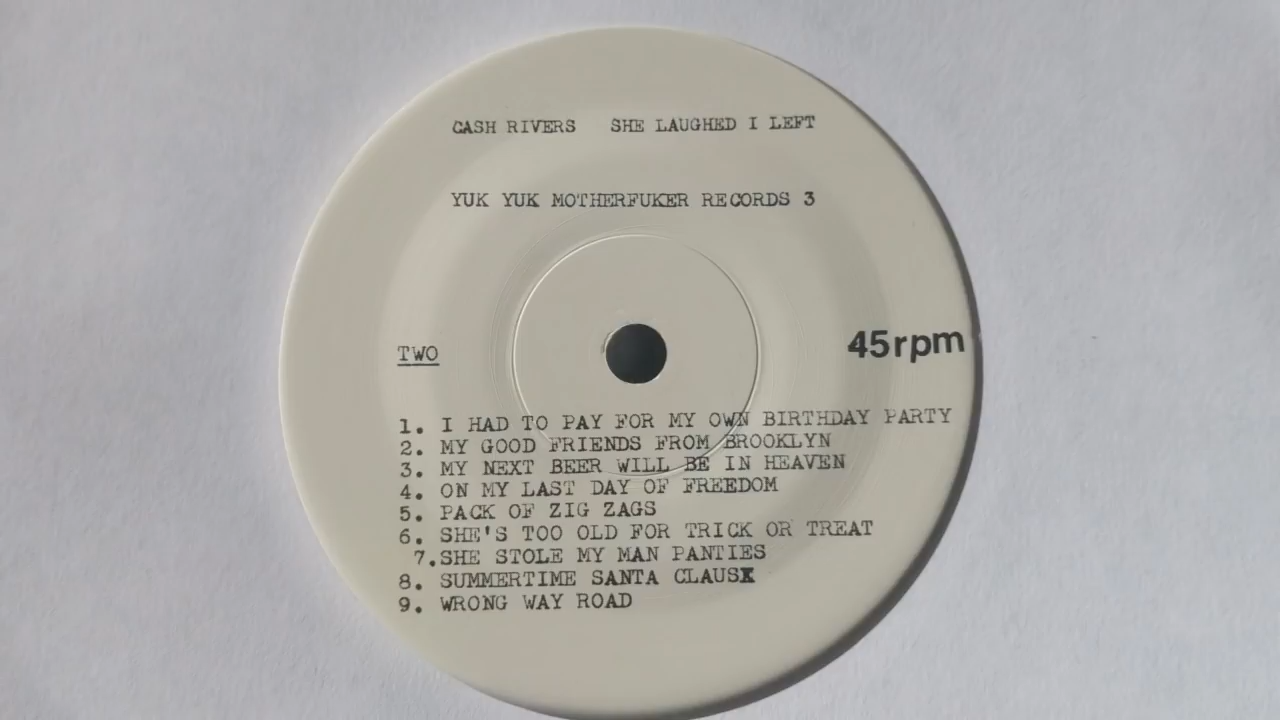 CASH RIVERS SHE LAUGHED I LEFT
YUK YUK MOTHERFUKER RECORDS 3
TWO
45rpm
1. I HAD TO PAY FOR MY OWN BIRTHDAY PARTY
2. MY GOOD FRIENDS FROM BROOKLYN
3. MY NEXT BEER WILL BE IN HEAVEN
4. ON MY LAST DAY OF FREEDOM
5. PACK OF ZIG ZAGS
6. SHE'S TOO OLD FOR TRICK OR TREAT
7.SHE STOLE MY MAN PANTIES
8. SUMMERTIME SANTA CLAUSX
9. WRONG WAY ROAD